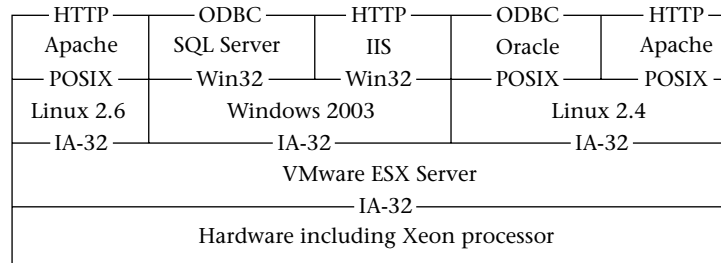 HTTP ODBC HTTP ODBC HTTP
Apache SQL Server IIS Oracle Apache
POSIX Win32 Win32 POSIX POSIX
Linux 2.6 Windows 2003 Linux 2.4
IA-32 IA-32 IA-32
VMware ESX Server
IA-32
Hardware including Xeon processor